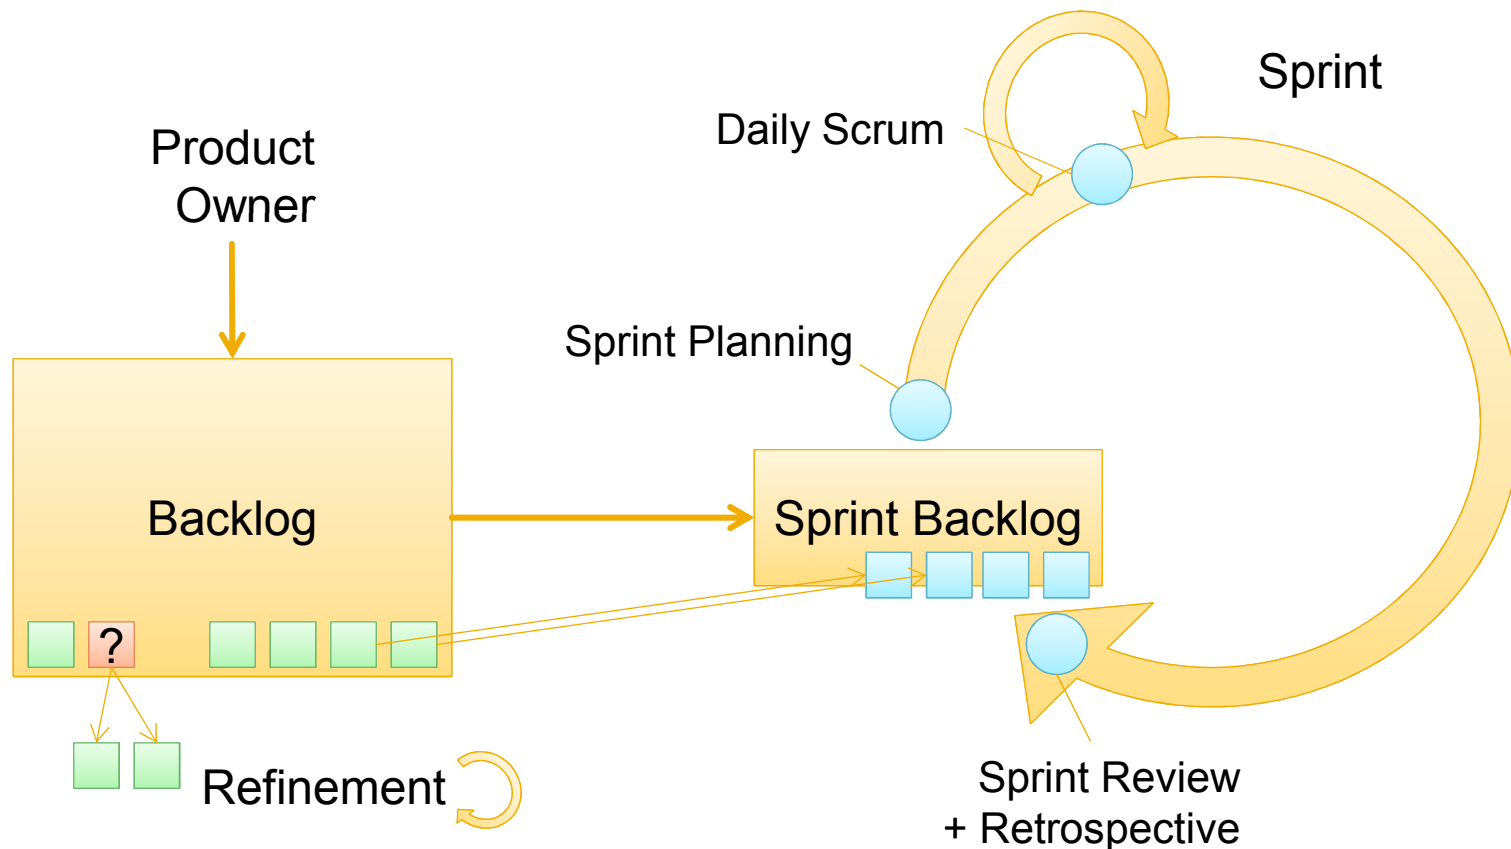 Sprint
Daily Scrum
Product
Owner
Sprint Planning
Backlog
Sprint Backlog
?
Refinement
Sprint Review
+ Retrospective